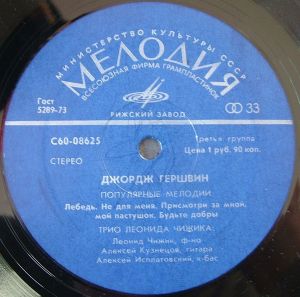 МИНИСТЕРСТВО КУЛЬТУРЫ СССР
МЕЛОДИЯ
ВСЕСОЮЗНАЯ ФИРМА ГРАМПЛАСТИНОК
Гост
5289-73
33
РИЖСКИЙ ЗАВОД
С60-08625
СТЕРЕО
Третья группа
Цена 1 руб. 90 коп.
ДЖОРДЖ ГЕРШВИН
ПОПУЛЯРНЫЕ МЕЛОДИИ:
Лебедь. Не для меня. Присмотри за мной,
мой пастушок. Будьте добры
ТРИО ЛЕОНИДА ЧИЖИКА:
Леонид Чижик, ф-но
Алексей Кузнецов, гитара
Алексей Исплатовский, к-бас